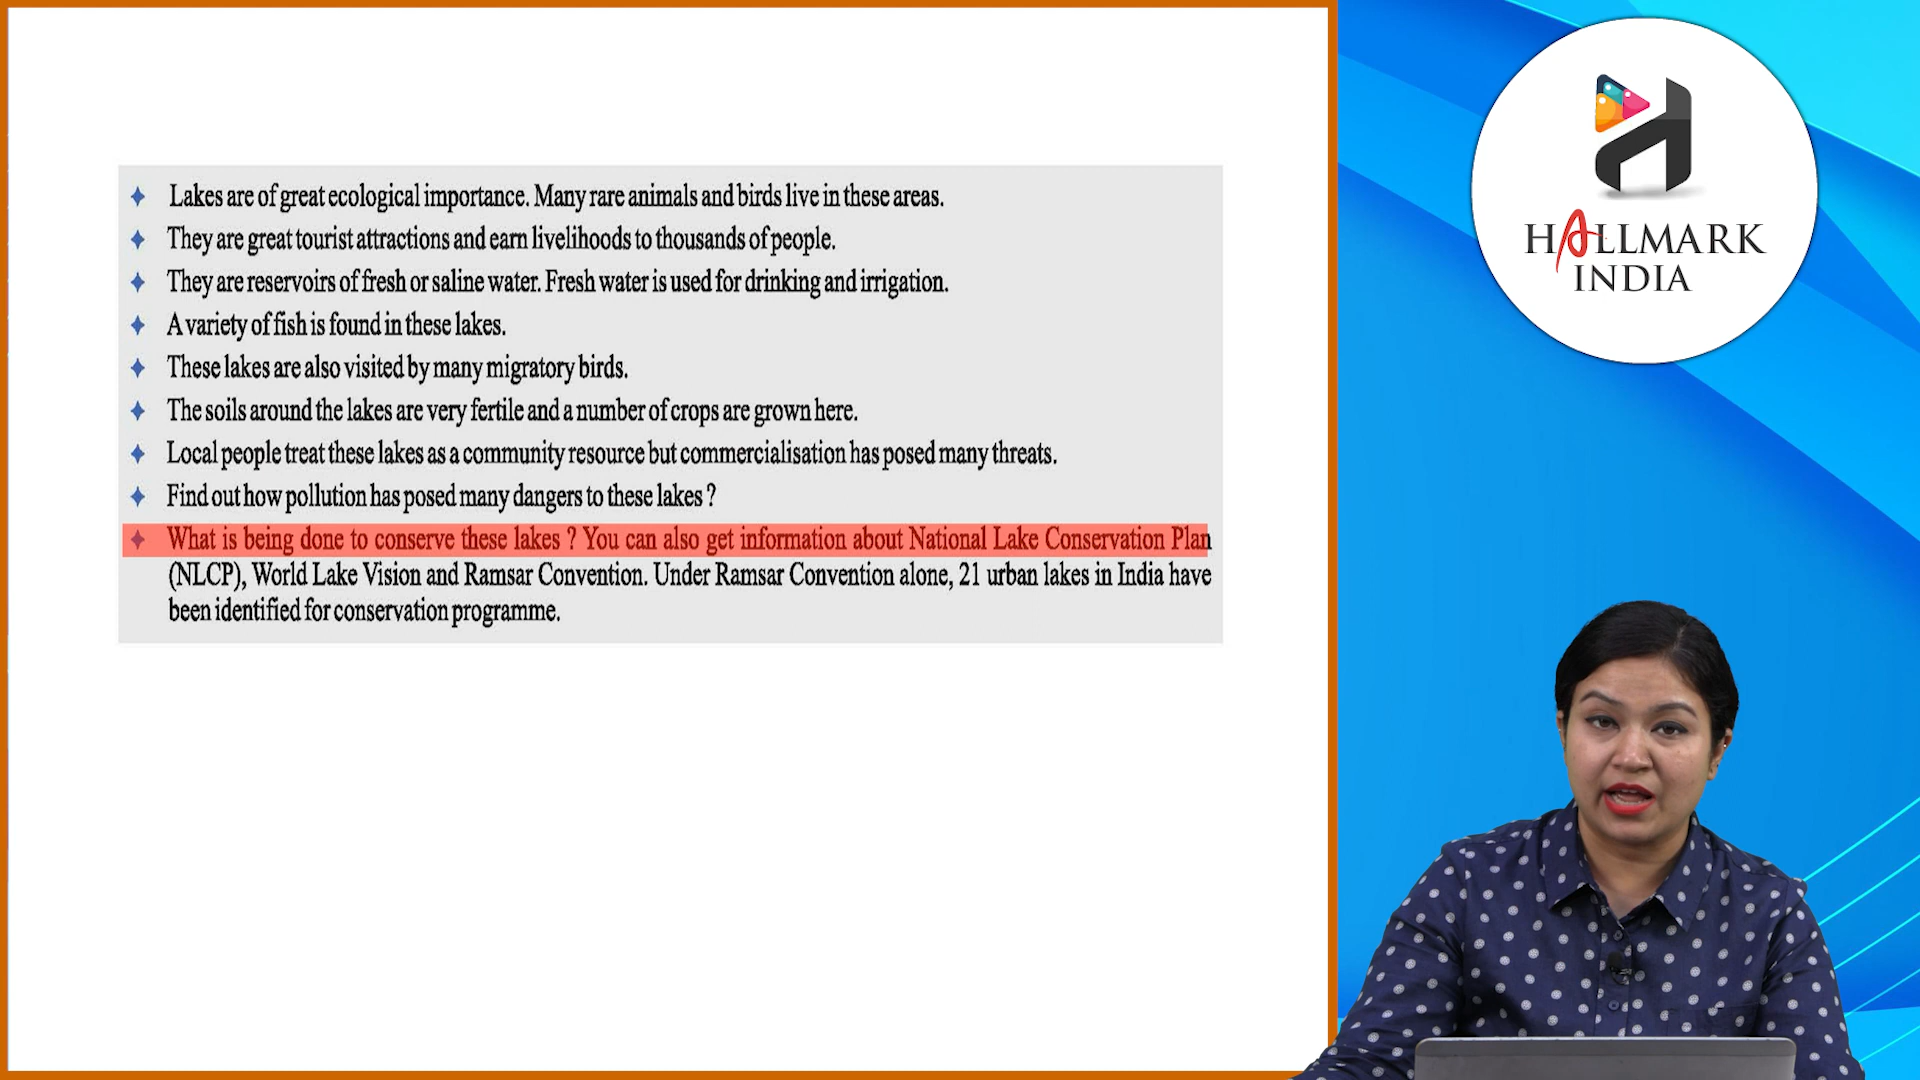 Lakes are of great ecological importance. Many rare animals and birds live in these areas.
They are great tourist attractions and earn livelihoods to thousands of people.
They are reservoirs of fresh or saline water. Fresh water is used for drinking and irrigation.
A variety of fish is found in these lakes.
These lakes are also visited by many migratory birds.
The soils around the lakes are very fertile and a number of crops are grown here.
Local people treat these lakes as a community resource but commercialisation has posed many threats.
Find out how pollution has posed many dangers to these lakes ?
What is being done to conserve these lakes ? You can also get information about National Lake Conservation Plan
(NLCP), World Lake Vision and Ramsar Convention. Under Ramsar Convention alone, 21 urban lakes in India have
been identified for conservation programme.
HALLMARK
INDIA